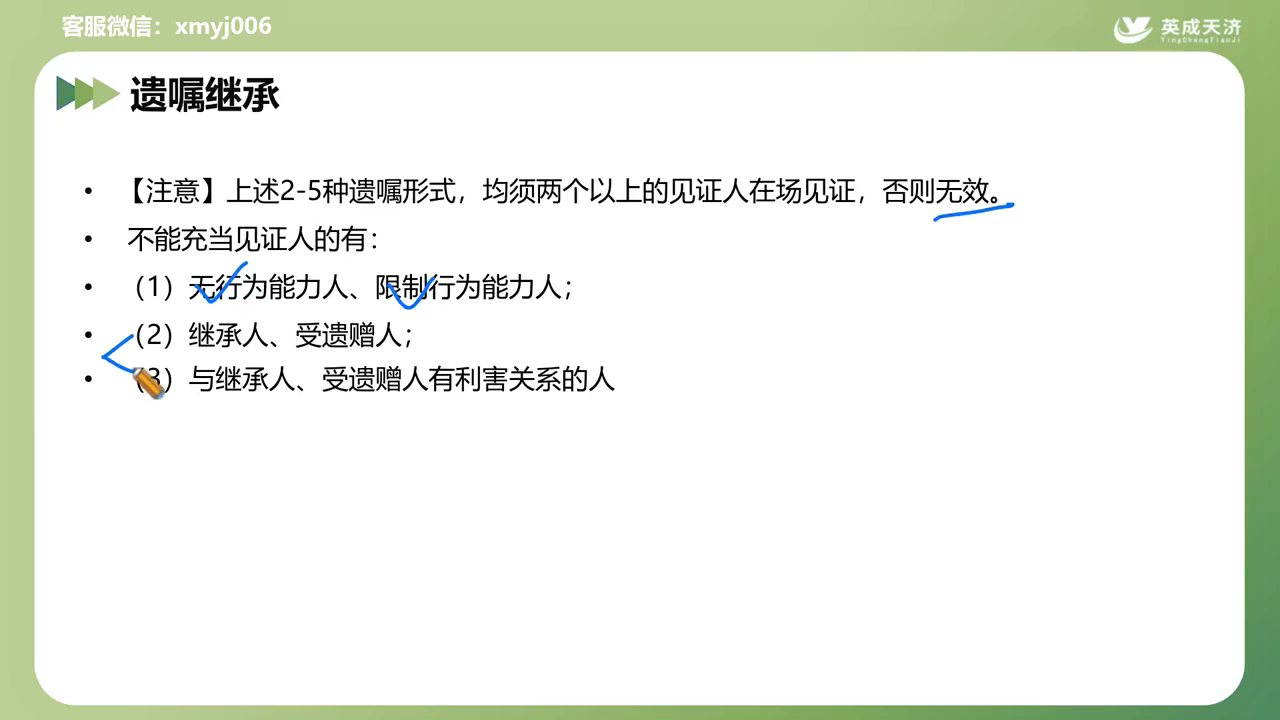 客服微信：xmyj006
英成天济
YingChengTianJi
遗嘱继承
• 【注意】上述2-5种遗嘱形式，均须两个以上的见证人在场见证，否则无效。
• 不能充当见证人的有：
• （1）无行为能力人、限制行为能力人；
• （2）继承人、受遗赠人；
• （3）与继承人、受遗赠人有利害关系的人